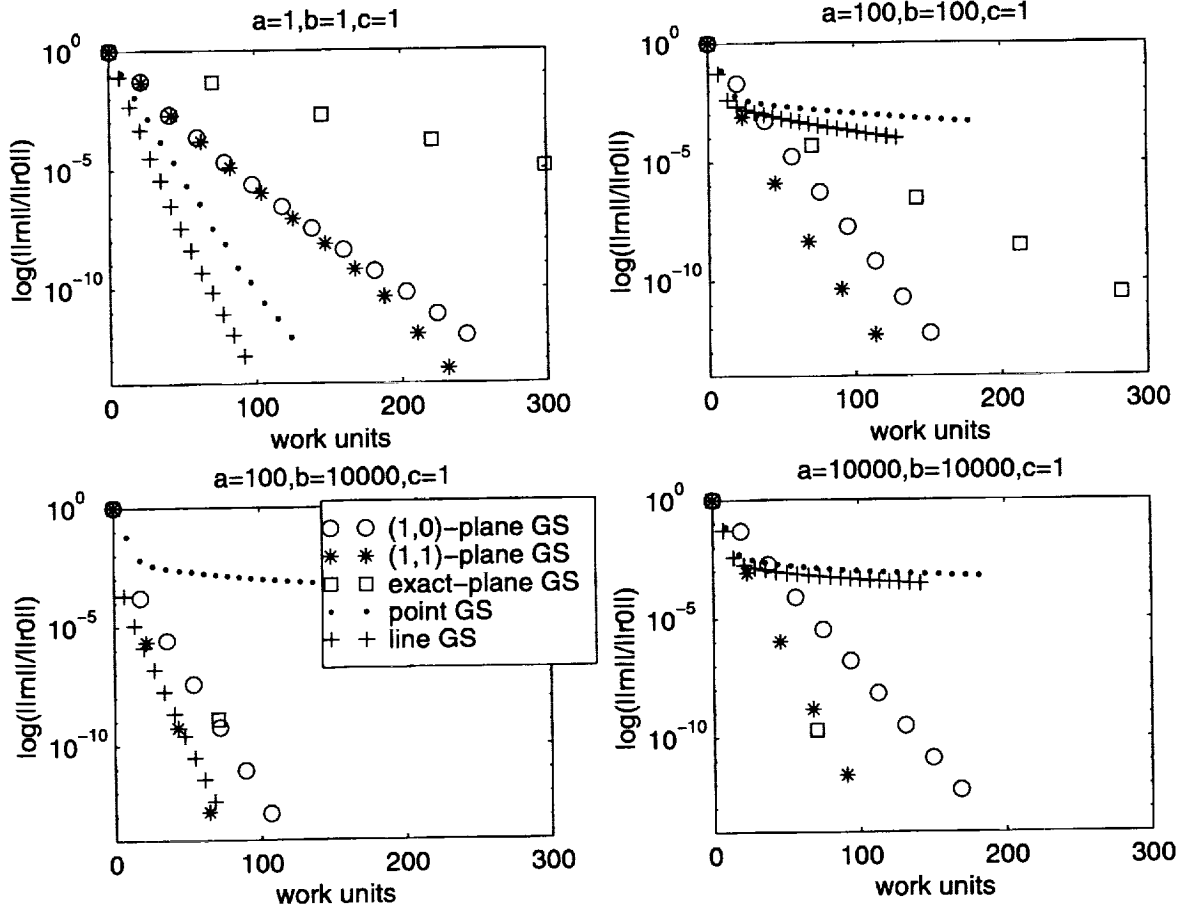 a=1,b=1,c=1
10^0
10^-5
10^-10
log(||rn||/||r0||)
0 100 200 300
work units
a=100,b=100,c=1
10^0
10^-5
10^-10
log(||rn||/||r0||)
0 100 200 300
work units
a=100,b=10000,c=1
10^0
10^-5
10^-10
log(||rn||/||r0||)
(1,0)-plane GS
(1,1)-plane GS
exact-plane GS
point GS
line GS
0 100 200 300
work units
a=10000,b=10000,c=1
10^0
10^-5
10^-10
log(||rn||/||r0||)
0 100 200 300
work units